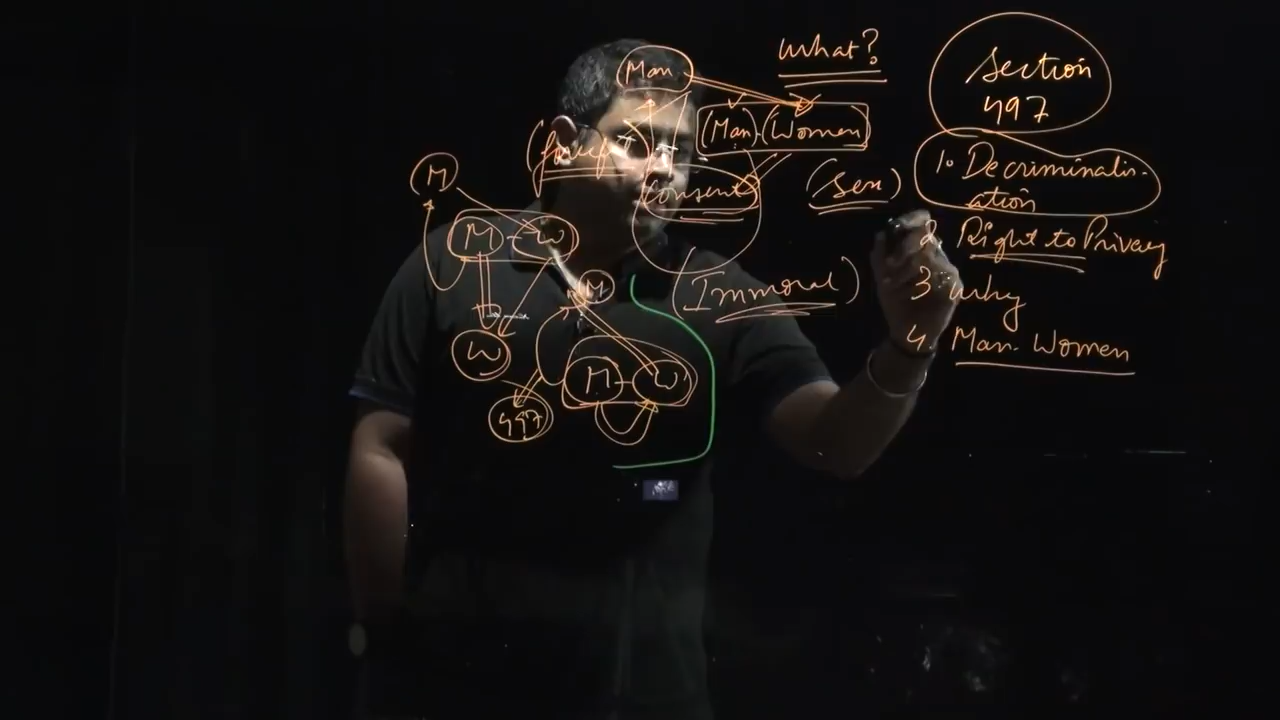 What?
Man
(Man) - (Women)
Consent
(Sex)
(Immoral)
Section
497
1. Decriminalis-
ation
2. Right to Privacy
3 Why
4. Man-Women
M
M - W
W
497
M
M - W